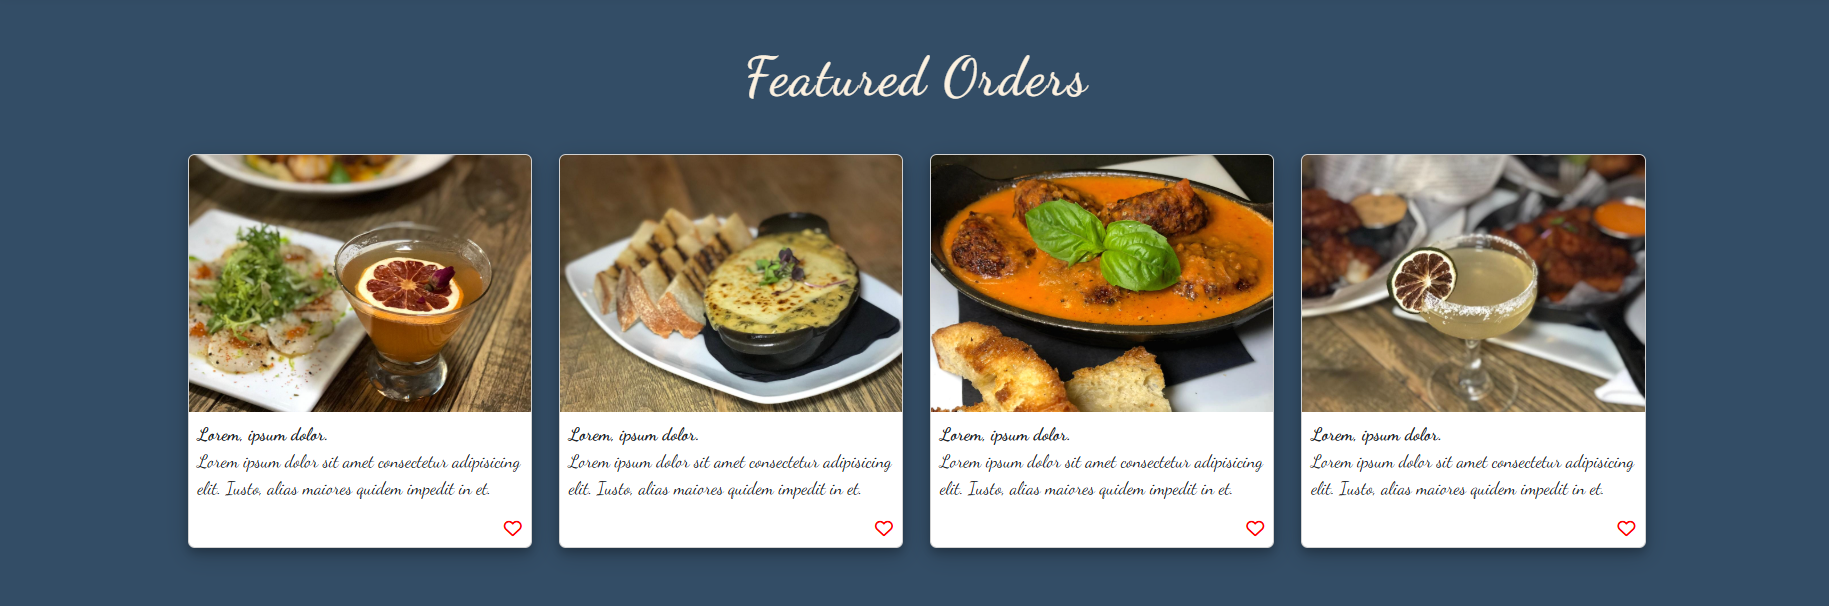 Featured Orders
Lorem, ipsum dolor.
Lorem ipsum dolor sit amet consectetur adipisicing
elit. Iusto, alias maiores quidem impedit in et.
Lorem, ipsum dolor.
Lorem ipsum dolor sit amet consectetur adipisicing
elit. Iusto, alias maiores quidem impedit in et.
Lorem, ipsum dolor.
Lorem ipsum dolor sit amet consectetur adipisicing
elit. Iusto, alias maiores quidem impedit in et.
Lorem, ipsum dolor.
Lorem ipsum dolor sit amet consectetur adipisicing
elit. Iusto, alias maiores quidem impedit in et.